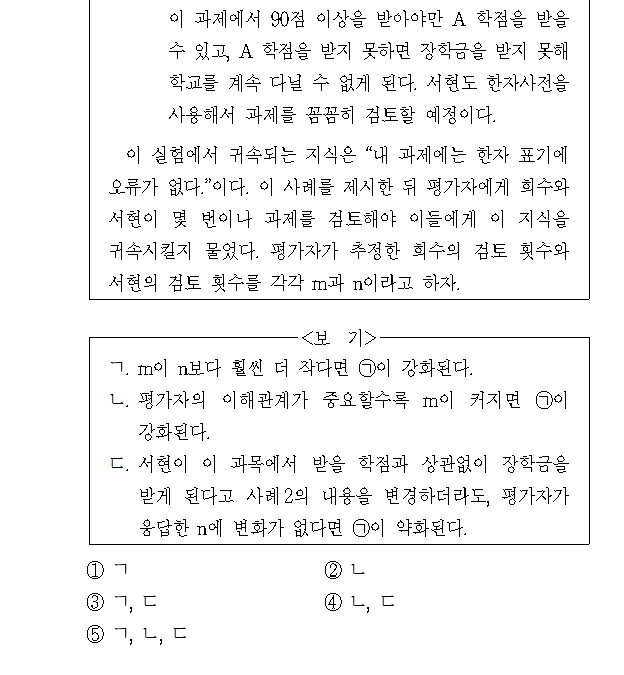 이 과제에서 90점 이상을 받아야만 A 학점을 받을
수 있고, A 학점을 받지 못하면 장학금을 받지 못해
학교를 계속 다닐 수 없게 된다. 서현도 한자사전을
사용해서 과제를 꼼꼼히 검토할 예정이다.
이 실험에서 귀속되는 지식은 “내 과제에는 한자 표기에
오류가 없다.”이다. 이 사례를 제시한 뒤 평가자에게 희수와
서현이 몇 번이나 과제를 검토해야 이들에게 이 지식을
귀속시킬지 물었다. 평가자가 추정한 희수의 검토 횟수와
서현의 검토 횟수를 각각 m과 n이라고 하자.
<보 기>
ㄱ. m이 n보다 훨씬 더 작다면 ㉠이 강화된다.
ㄴ. 평가자의 이해관계가 중요할수록 m이 커지면 ㉠이
강화된다.
ㄷ. 서현이 이 과목에서 받을 학점과 상관없이 장학금을
받게 된다고 사례2의 내용을 변경하더라도, 평가자가
응답한 n에 변화가 없다면 ㉠이 약화된다.
① ㄱ ② ㄴ
③ ㄱ, ㄷ ④ ㄴ, ㄷ
⑤ ㄱ, ㄴ, ㄷ